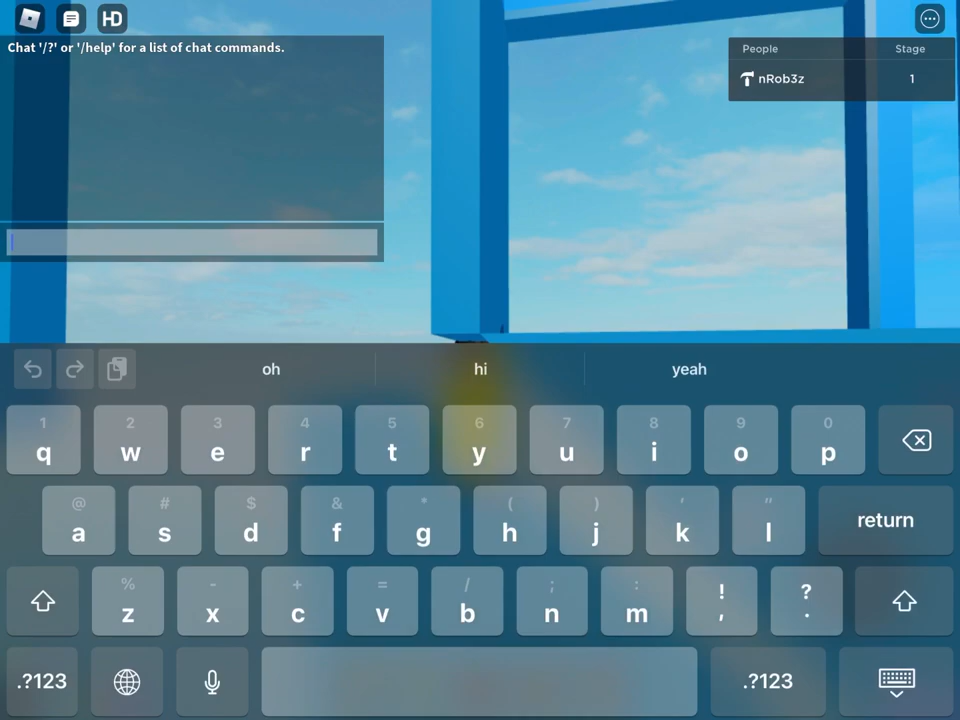 HD
Chat '/?' or '/help' for a list of chat commands.
People Stage
nRob3z 1
oh hi yeah
1 2 3 4 5 6 7 8 9 0
q w e r t y u i o p
@ # $ & * ( ) ' "
a s d f g h j k l return
% - + = / ; : ! ?
z x c v b n m , .
.?123 .?123